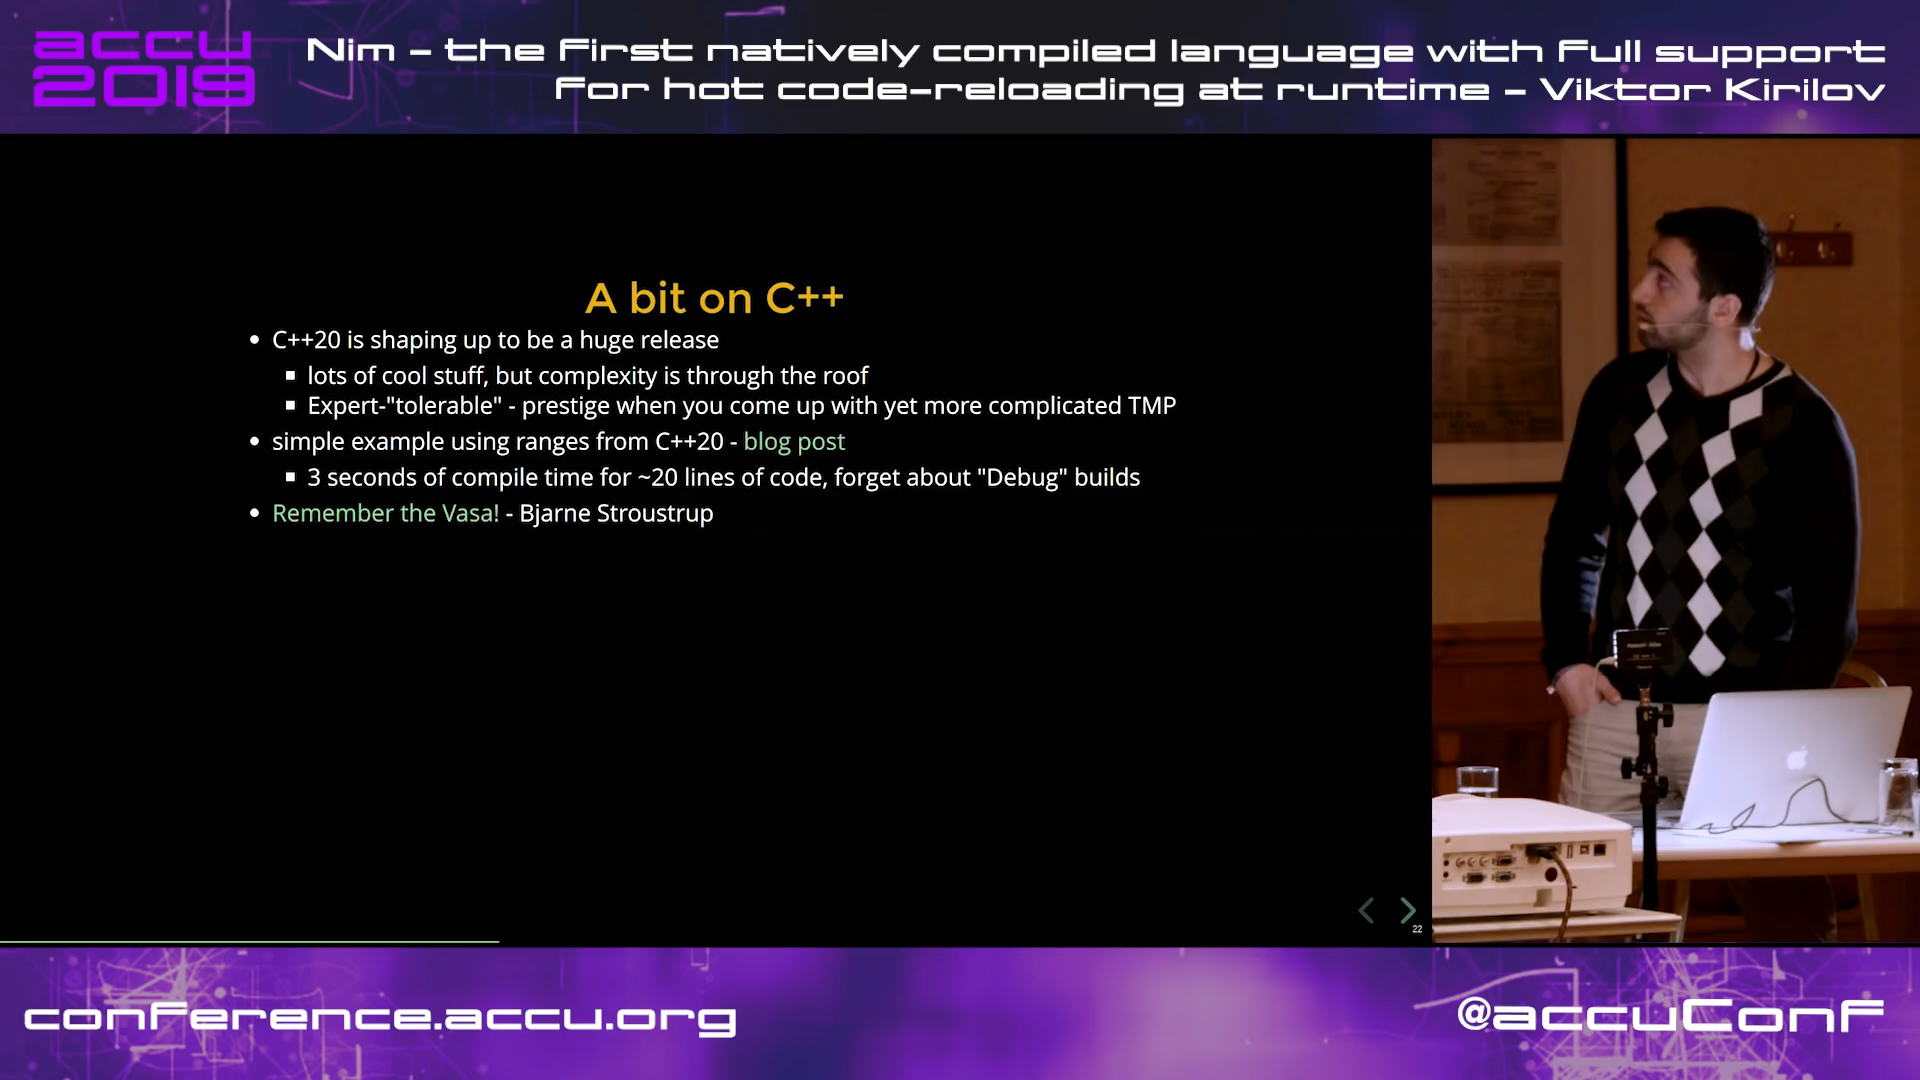 accu
2019
Nim – the first natively compiled language with full support
for hot code-reloading at runtime – Viktor Kirilov
A bit on C++
• C++20 is shaping up to be a huge release
▪ lots of cool stuff, but complexity is through the roof
▪ Expert-"tolerable" - prestige when you come up with yet more complicated TMP
• simple example using ranges from C++20 - blog post
▪ 3 seconds of compile time for ~20 lines of code, forget about "Debug" builds
• Remember the Vasa! - Bjarne Stroustrup
22
conference.accu.org
@accuConf